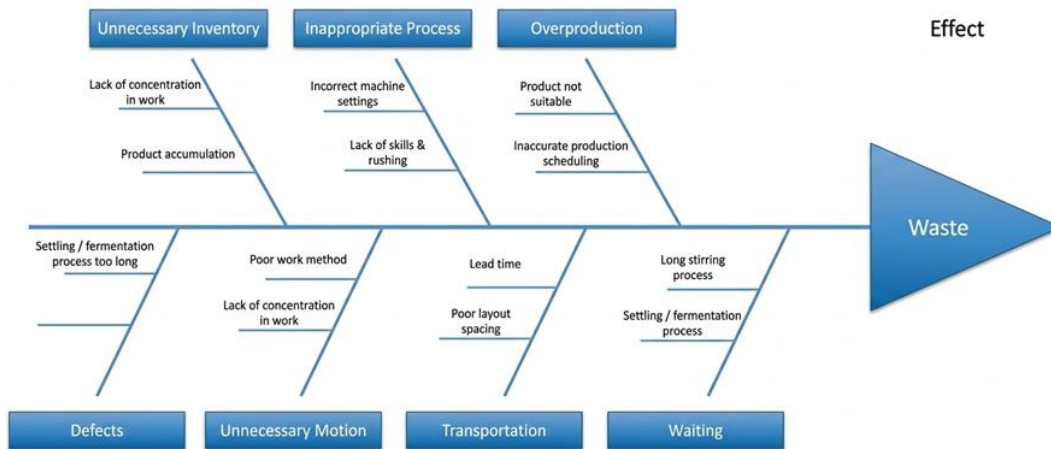 Unnecessary Inventory
Inappropriate Process
Overproduction
Effect
Lack of concentration
in work
Incorrect machine
settings
Product not
suitable
Product accumulation
Lack of skills &
rushing
Inaccurate production
scheduling
Waste
Settling / fermentation
process too long
Poor work method
Lead time
Long stirring
process
Lack of concentration
in work
Poor layout
spacing
Settling / fermentation
process
Defects
Unnecessary Motion
Transportation
Waiting